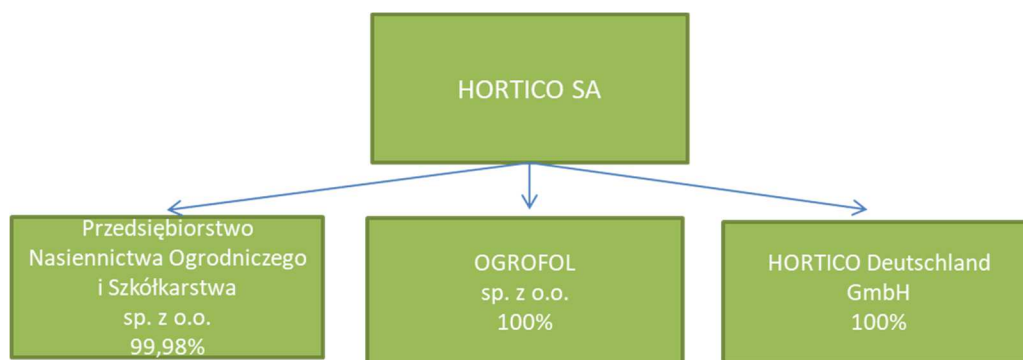 HORTICO SA
Przedsiębiorstwo
Nasiennictwa Ogrodniczego
i Szkółkarstwa
sp. z o.o.
99,98%
OGROFOL
sp. z o.o.
100%
HORTICO Deutschland
GmbH
100%